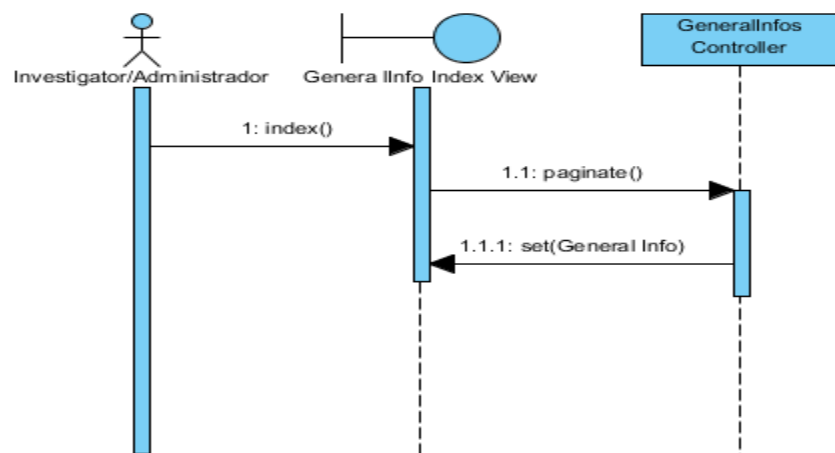 GeneralInfos
Controller
Investigator/Administrador
Genera lInfo Index View
1: index()
1.1: paginate()
1.1.1: set(General Info)